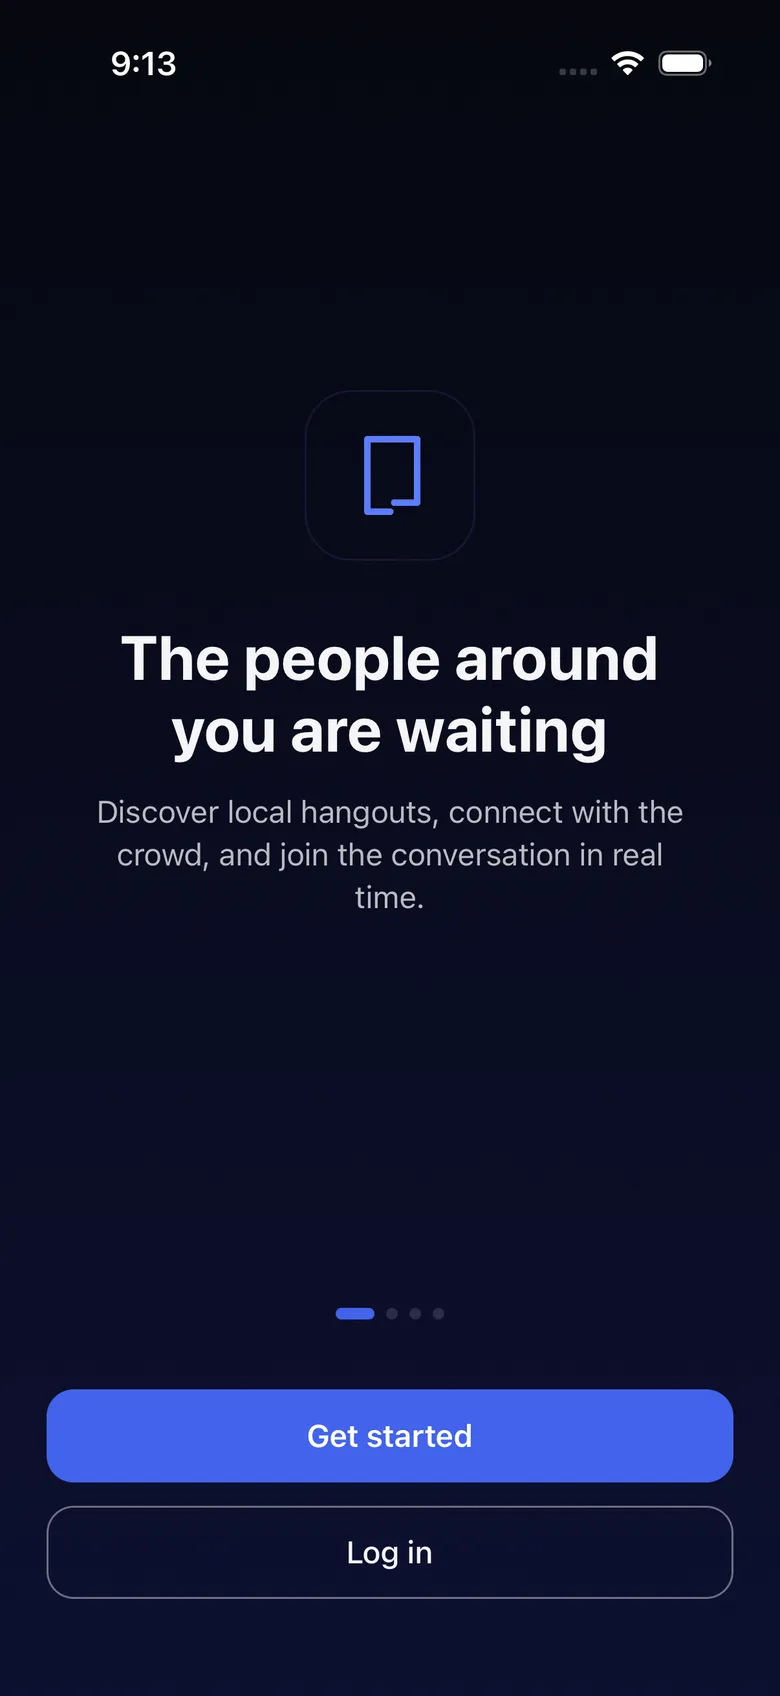 9:13
The people around
you are waiting
Discover local hangouts, connect with the
crowd, and join the conversation in real
time.
Get started
Log in